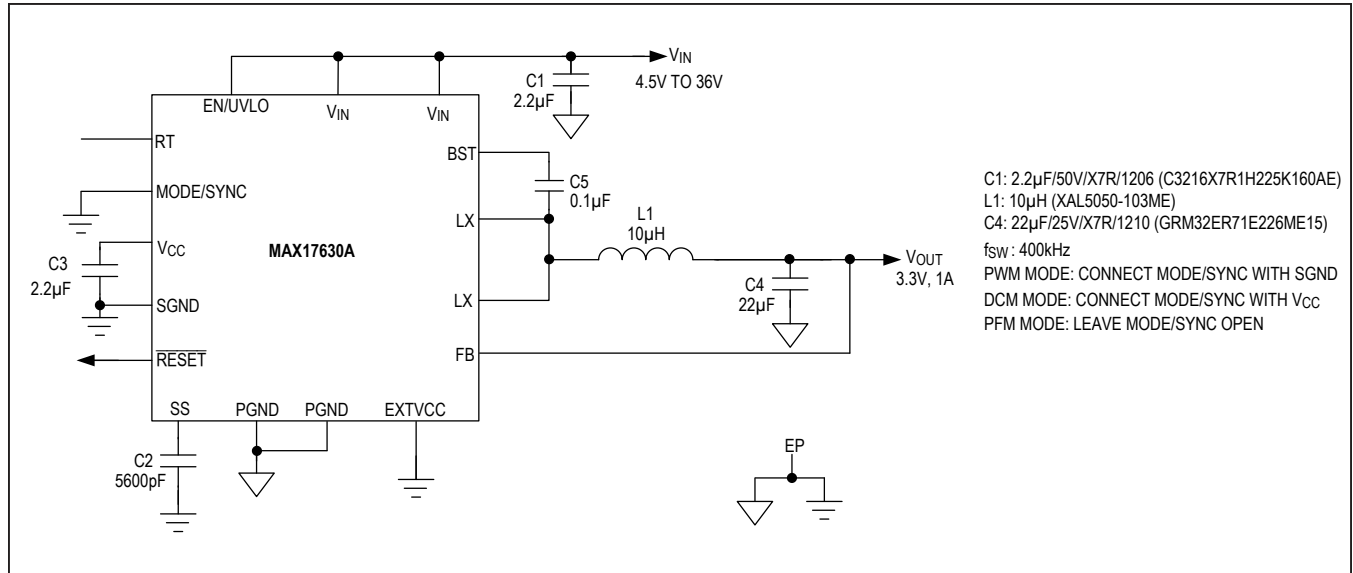 VIN
4.5V TO 36V
C1
2.2µF
EN/UVLO
VIN
VIN
RT
BST
MODE/SYNC
C5
0.1µF
LX
L1
10µH
VCC
MAX17630A
C3
2.2µF
VOUT
3.3V, 1A
C4
22µF
SGND
LX
RESET
FB
SS
PGND
PGND
EXTVCC
C2
5600pF
EP
C1: 2.2µF/50V/X7R/1206 (C3216X7R1H225K160AE)
L1: 10µH (XAL5050-103ME)
C4: 22µF/25V/X7R/1210 (GRM32ER71E226ME15)
fSW : 400kHz
PWM MODE: CONNECT MODE/SYNC WITH SGND
DCM MODE: CONNECT MODE/SYNC WITH VCC
PFM MODE: LEAVE MODE/SYNC OPEN